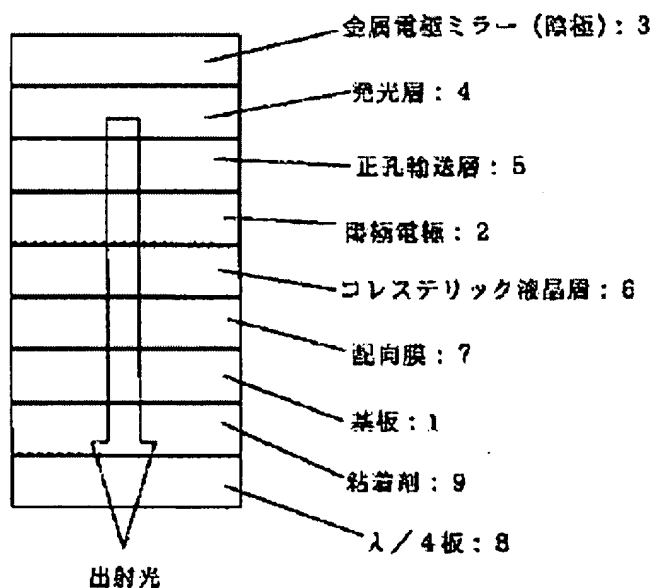 金属電極ミラー(陰極):3
発光層:4
正孔輸送層:5
陽極電極:2
コレステリック液晶層:6
配向膜:7
基板:1
粘着剤:9
λ/4板:8
出射光